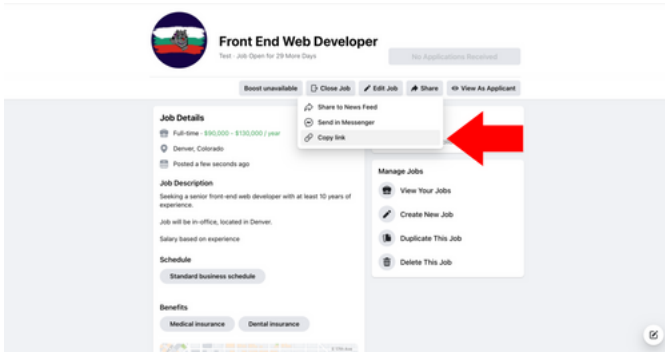 Front End Web Developer
Test · Job Open for 29 More Days
No Applications Received
Boost unavailable
Close Job
Edit Job
Share
View As Applicant
Share to News Feed
Send in Messenger
Copy link
Job Details
Full-time · $90,000 – $130,000 / year
Denver, Colorado
Posted a few seconds ago
Job Description
Seeking a senior front-end web developer with at least 10 years of
experience.
Job will be in-office, located in Denver.
Salary based on experience
Schedule
Standard business schedule
Benefits
Medical insurance
Dental insurance
Manage Jobs
View Your Jobs
Create New Job
Duplicate This Job
Delete This Job